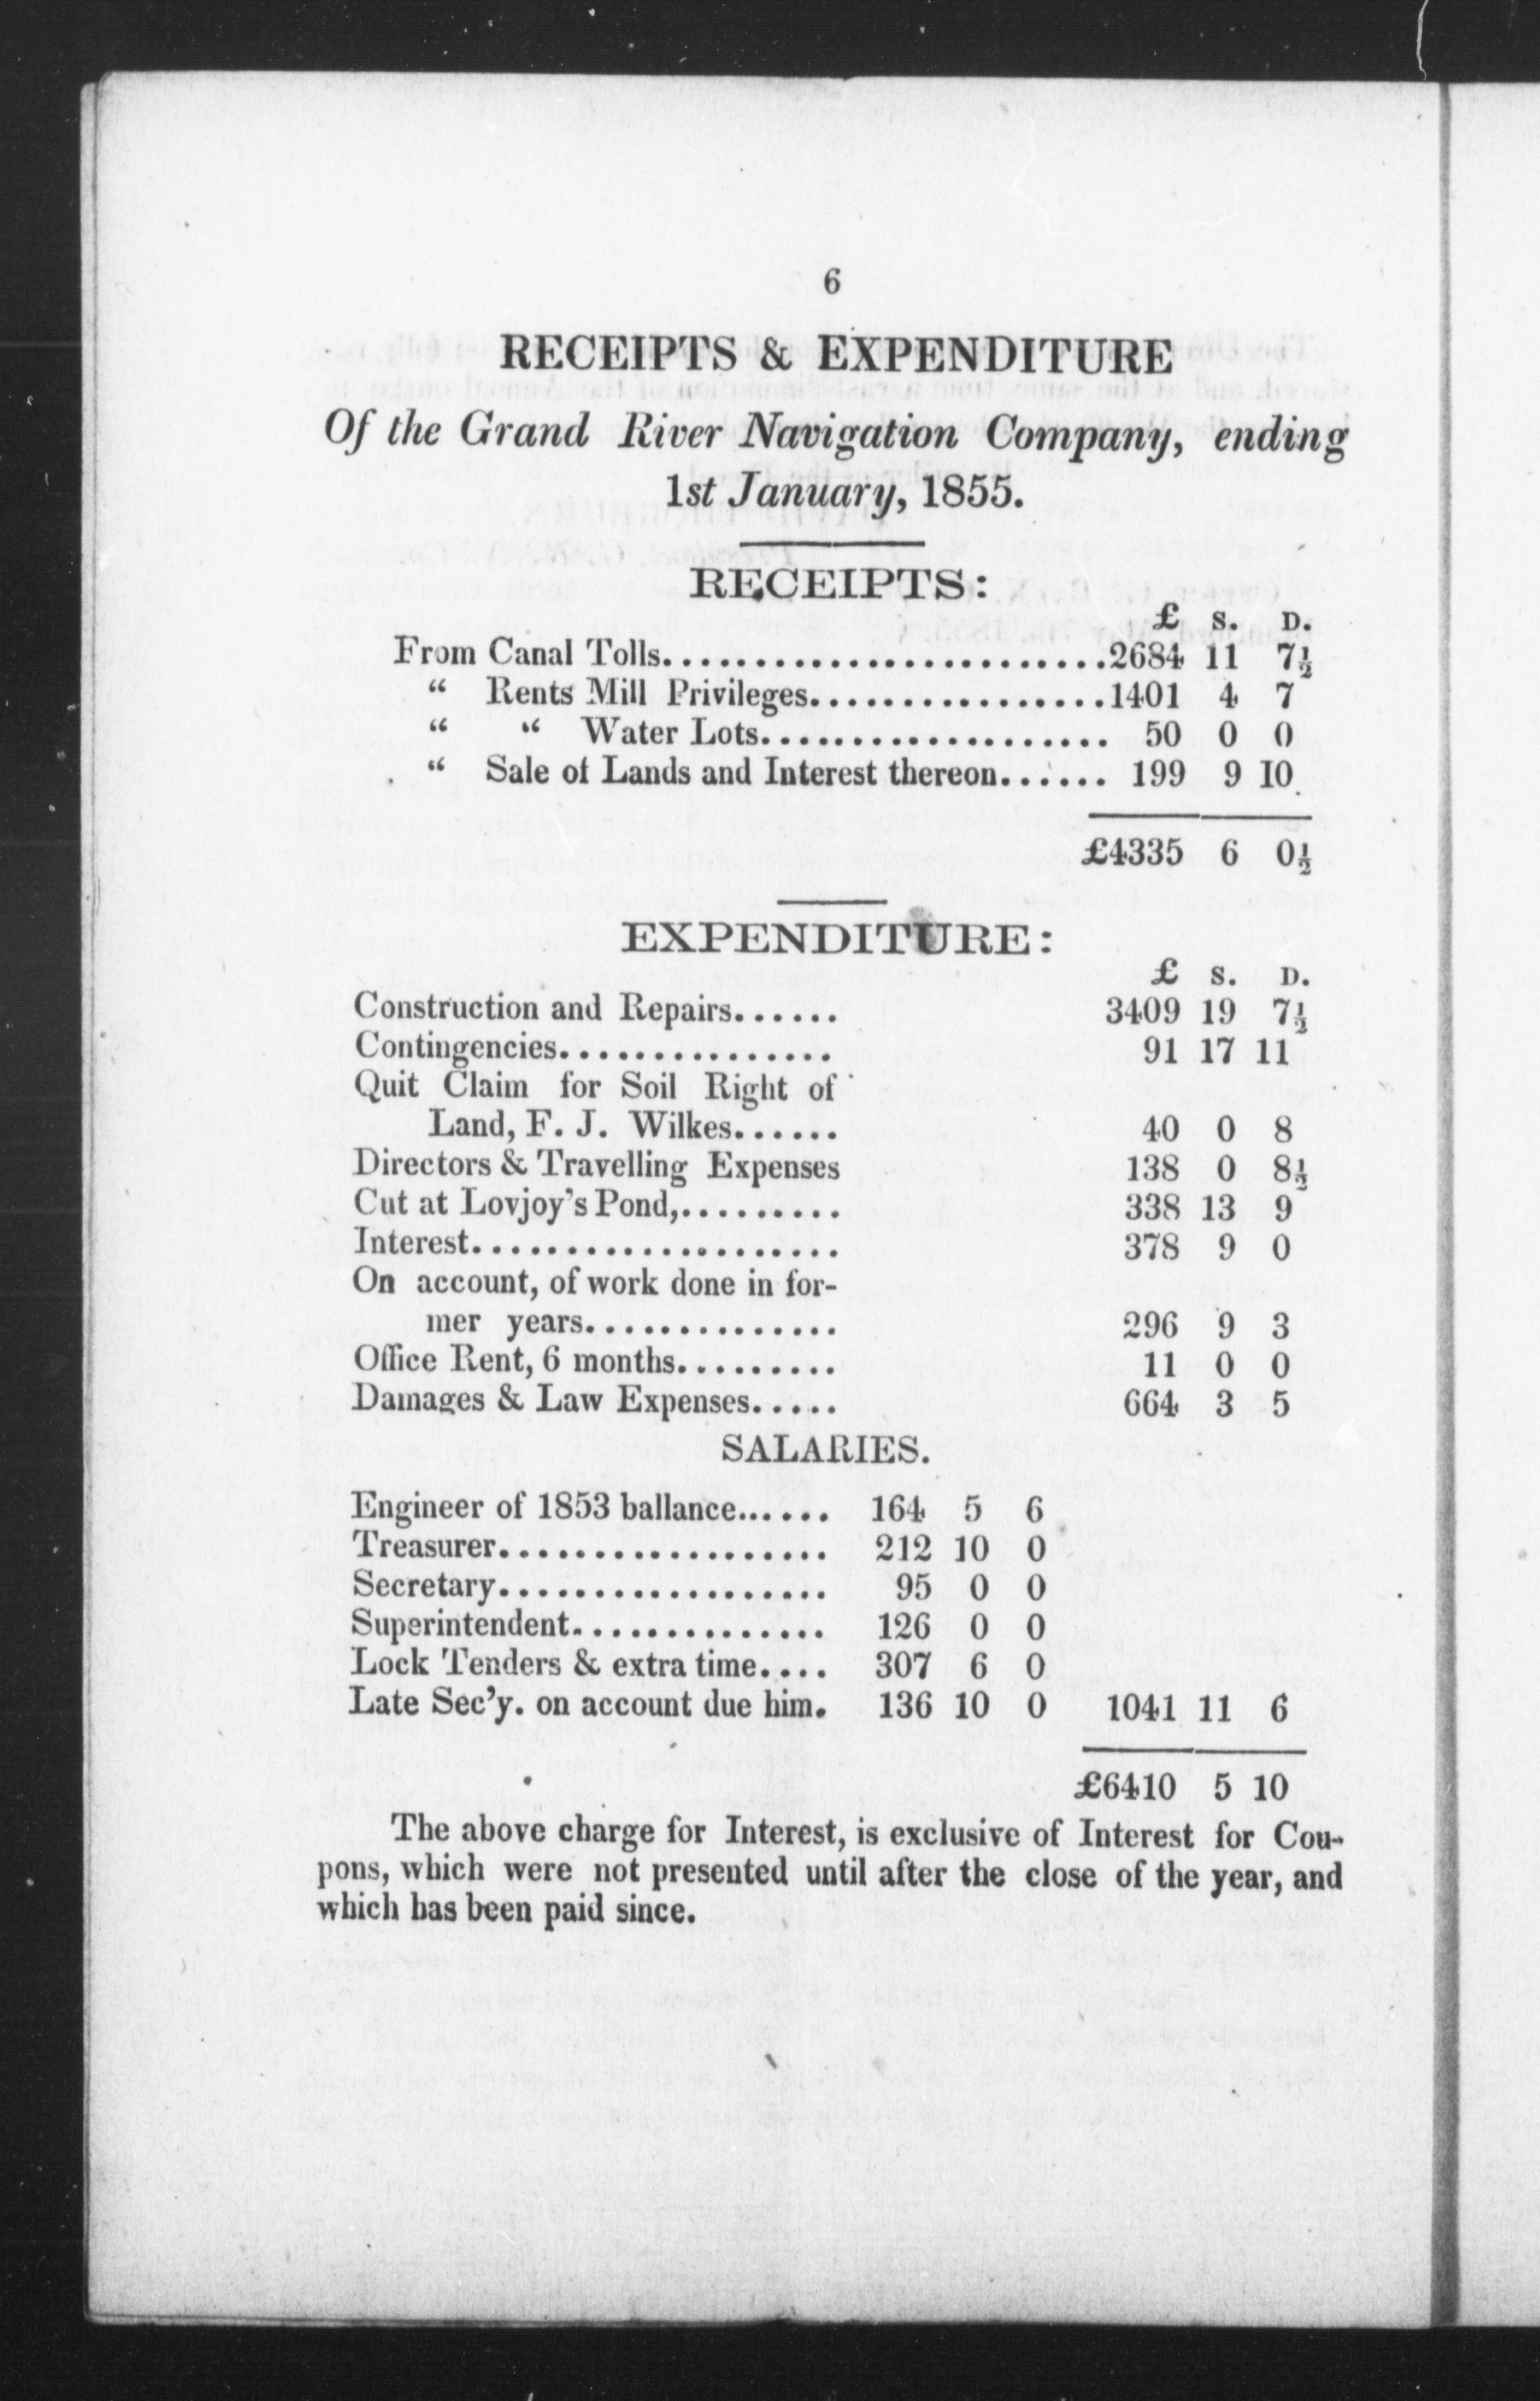 6
RECEIPTS & EXPENDITURE
Of the Grand River Navigation Company, ending
1st January, 1855.
RECEIPTS:
£ S. D.
From Canal Tolls.........................2684 11 7½
“ Rents Mill Privileges.................1401 4 7
“ “ Water Lots................... 50 0 0
“ Sale of Lands and Interest thereon...... 199 9 10
£4335 6 0½
EXPENDITURE:
£ S. D.
Construction and Repairs...... 3409 19 7½
Contingencies............... 91 17 11
Quit Claim for Soil Right of
Land, F. J. Wilkes...... 40 0 8
Directors & Travelling Expenses 138 0 8½
Cut at Lovjoy's Pond,......... 338 13 9
Interest.................... 378 9 0
On account, of work done in for-
mer years.............. 296 9 3
Office Rent, 6 months......... 11 0 0
Damages & Law Expenses..... 664 3 5
SALARIES.
Engineer of 1853 ballance...... 164 5 6
Treasurer.................. 212 10 0
Secretary.................. 95 0 0
Superintendent.............. 126 0 0
Lock Tenders & extra time.... 307 6 0
Late Sec'y. on account due him. 136 10 0 1041 11 6
£6410 5 10
The above charge for Interest, is exclusive of Interest for Cou-
pons, which were not presented until after the close of the year, and
which has been paid since.